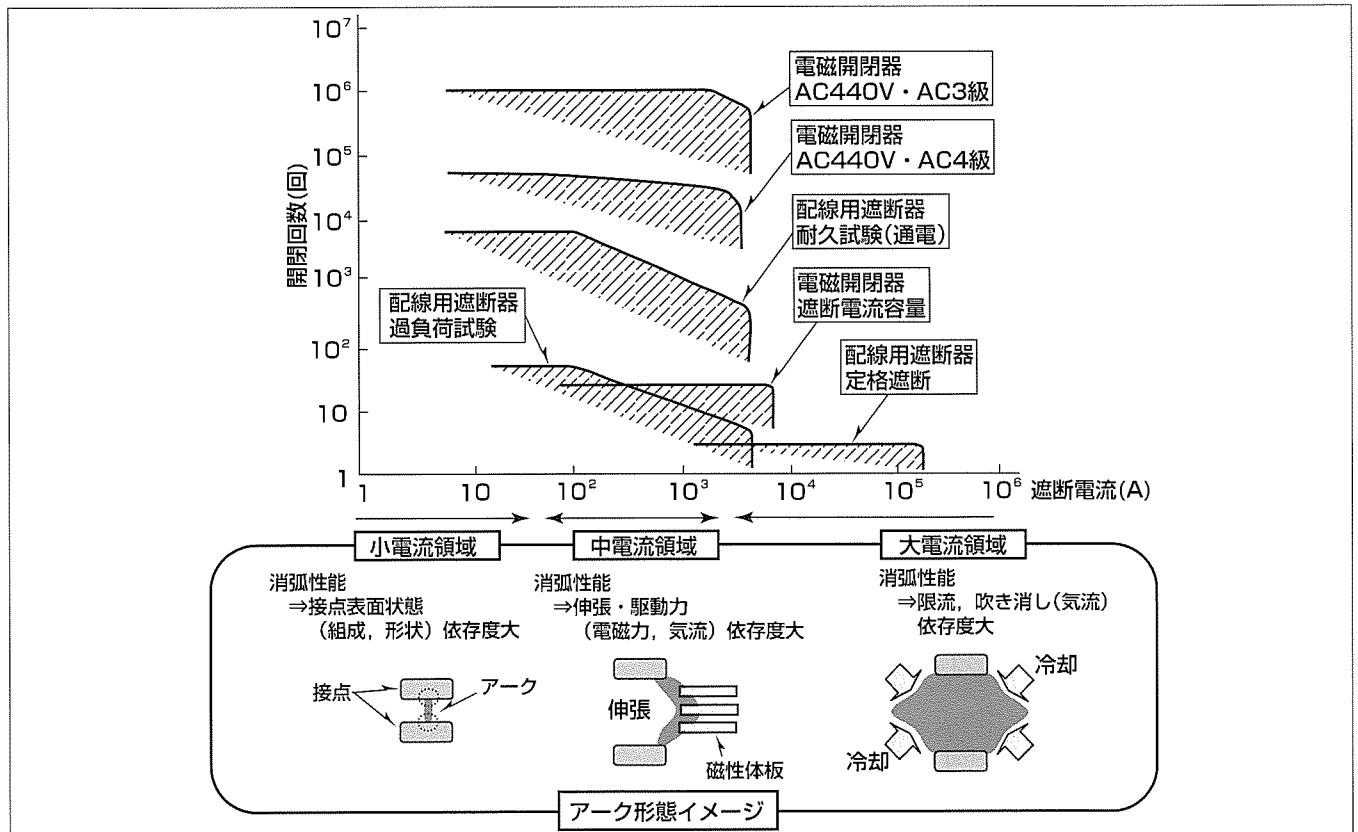 10⁷
10⁶
10⁵
10⁴
10³
10²
10
1
開閉回数(回)
電磁開閉器
AC440V・AC3級
電磁開閉器
AC440V・AC4級
配線用遮断器
耐久試験(通電)
電磁開閉器
遮断電流容量
配線用遮断器
過負荷試験
配線用遮断器
定格遮断
1 10 10² 10³ 10⁴ 10⁵ 10⁶ 遮断電流(A)
小電流領域
中電流領域
大電流領域
消弧性能
⇒接点表面状態
(組成,形状)依存度大
消弧性能
⇒伸張・駆動力
(電磁力,気流)依存度大
消弧性能
⇒限流,吹き消し(気流)
依存度大
接点
アーク
伸張
磁性体板
冷却
冷却
アーク形態イメージ